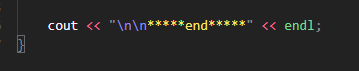 cout << "\n\n*****end*****" << endl;
}